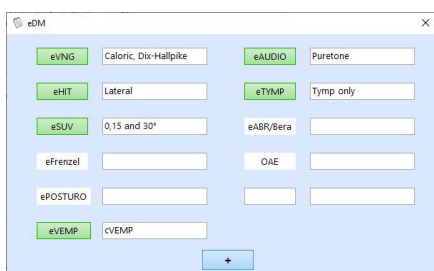 eDM
eVNG Caloric, Dix-Hallpike eAUDIO Puretone
eHIT Lateral eTYMP Tymp only
eSUV 0,15 and 30° eABR/Bera
eFrenzel OAE
ePOSTURO
eVEMP cVEMP
+